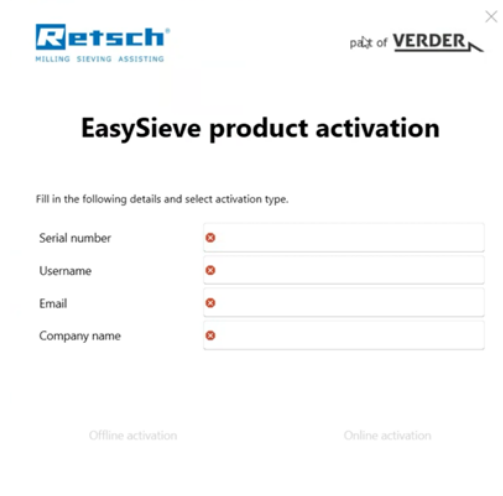 Retsch®
part of VERDER
MILLING SIEVING ASSISTING
EasySieve product activation
Fill in the following details and select activation type.
Serial number
Username
Email
Company name
Offline activation
Online activation